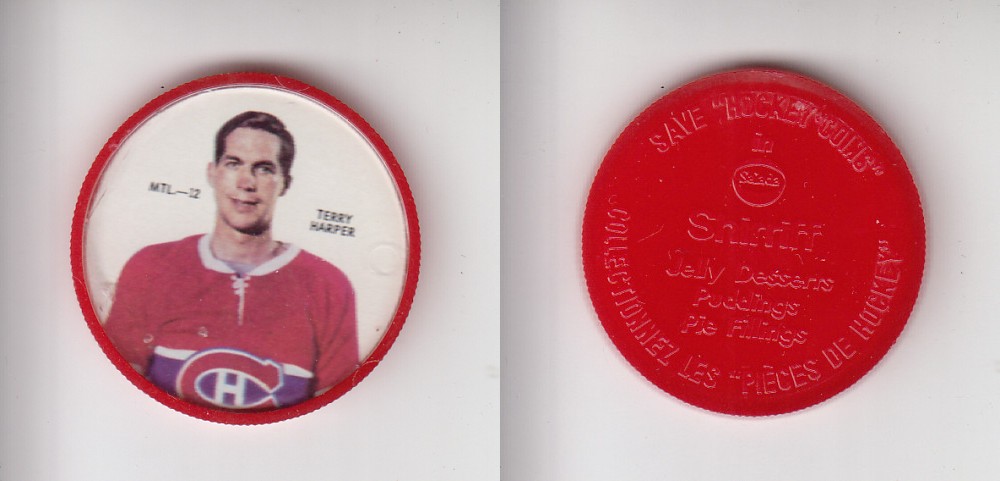 MTL.—12
TERRY
HARPER
H
SAVE "HOCKEY COINS"
in
Salada
Shirriff
Jelly Desserts
Puddings
Pie Fillings
COLLECTIONNEZ LES "PIÈCES DE HOCKEY"